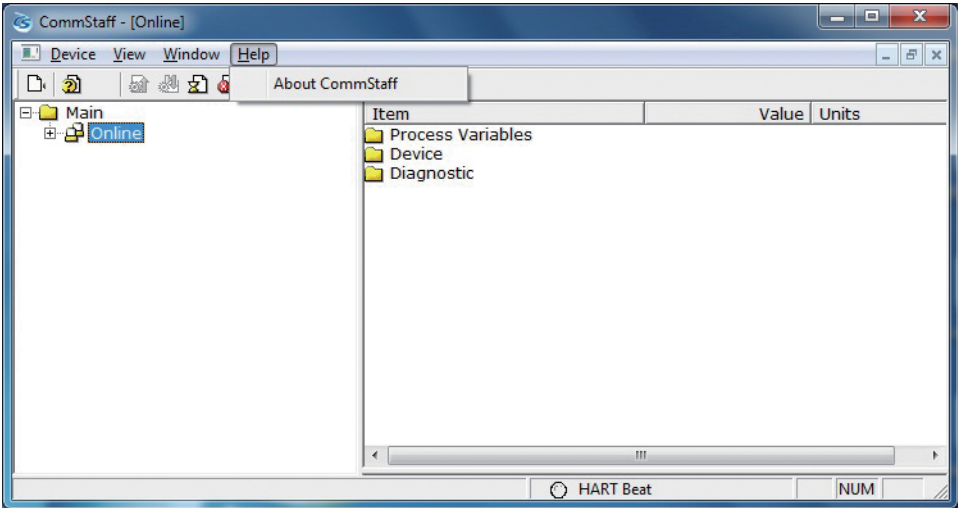 CommStaff - [Online]
Device View Window Help
About CommStaff
Main
Online
Item Value Units
Process Variables
Device
Diagnostic
HART Beat NUM